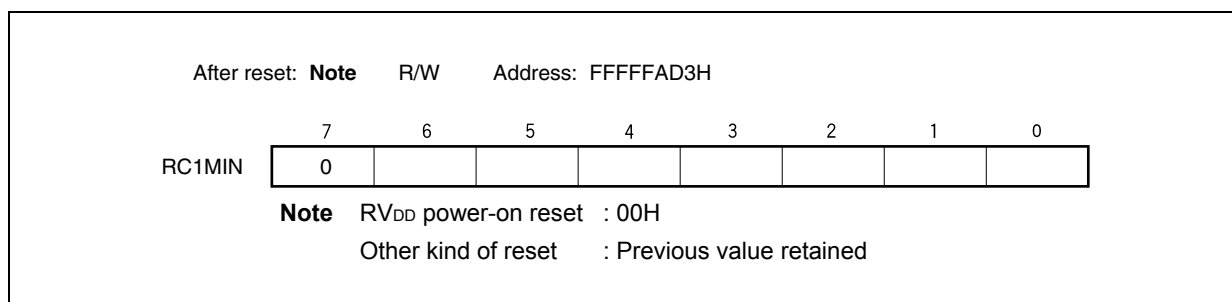 After reset: Note R/W Address: FFFFFAD3H
7 6 5 4 3 2 1 0
RC1MIN 0
Note RVDD power-on reset : 00H
Other kind of reset : Previous value retained